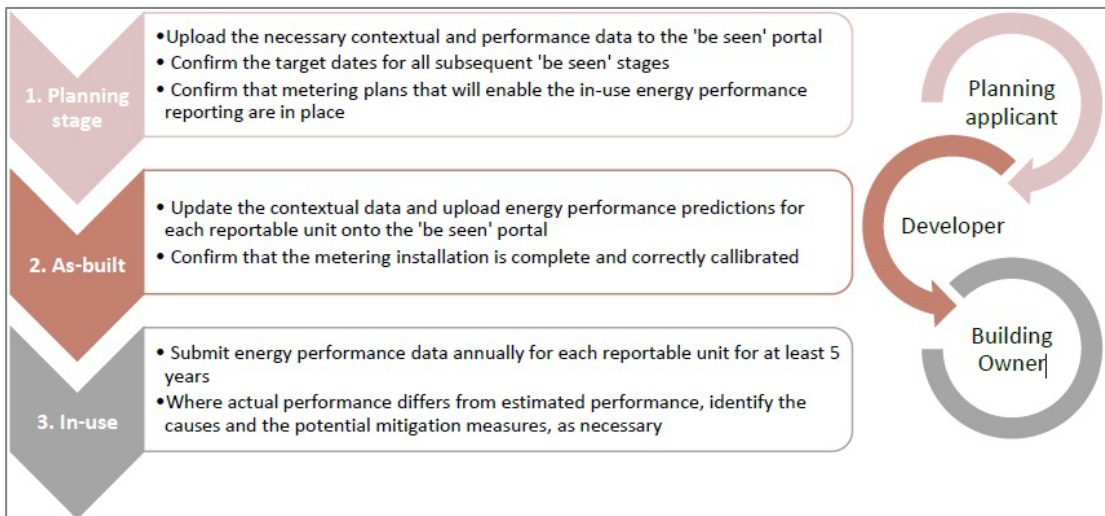 1. Planning
stage
•Upload the necessary contextual and performance data to the 'be seen' portal
• Confirm the target dates for all subsequent 'be seen' stages
• Confirm that metering plans that will enable the in-use energy performance
reporting are in place
Planning
applicant
2. As-built
• Update the contextual data and upload energy performance predictions for
each reportable unit onto the 'be seen' portal
• Confirm that the metering installation is complete and correctly callibrated
Developer
3. In-use
• Submit energy performance data annually for each reportable unit for at least 5
years
•Where actual performance differs from estimated performance, identify the
causes and the potential mitigation measures, as necessary
Building
Owner